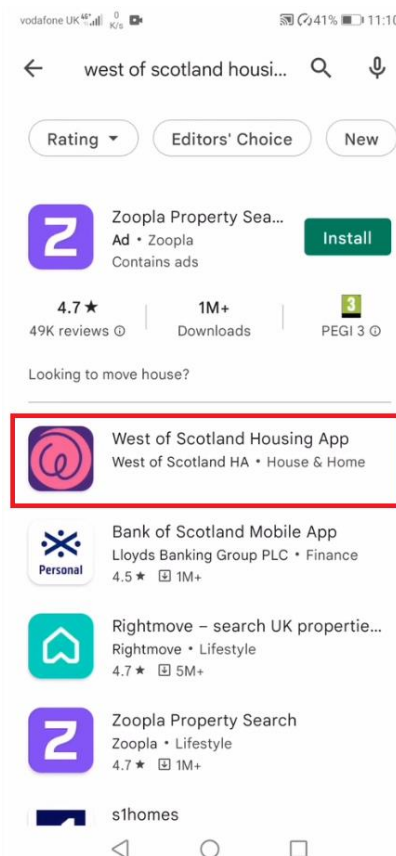 vodafone UK 4G+ 0 K/s 41% 11:10
west of scotland housi...
Rating Editors' Choice New
Zoopla Property Sea...
Ad • Zoopla
Contains ads
Install
4.7★ 1M+ 3
49K reviews Downloads PEGI 3
Looking to move house?
West of Scotland Housing App
West of Scotland HA • House & Home
Bank of Scotland Mobile App
Lloyds Banking Group PLC • Finance
4.5★ 1M+
Personal
Rightmove – search UK propertie...
Rightmove • Lifestyle
4.7★ 5M+
Zoopla Property Search
Zoopla • Lifestyle
4.7★ 1M+
s1homes